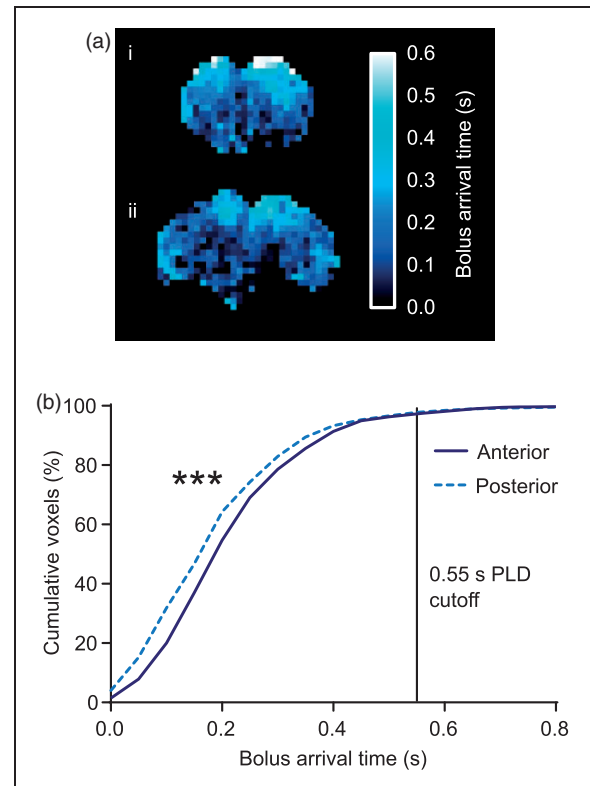 (a)
i
ii
0.6
0.5
0.4
0.3
0.2
0.1
0.0
Bolus arrival time (s)
(b)
100
80
60
40
20
0
Cumulative voxels (%)
***
Anterior
Posterior
0.55 s PLD
cutoff
0.0 0.2 0.4 0.6 0.8
Bolus arrival time (s)